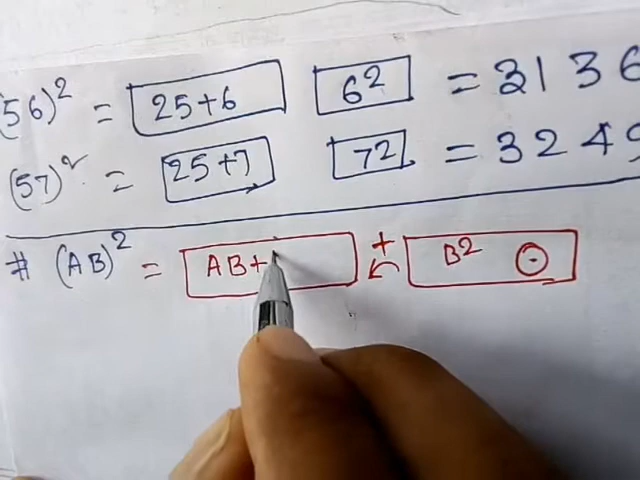 (56)² = 25+6 6² = 3136
(57)² = 25+7 7² = 3249
# (AB)² = AB+ + B² ⊙